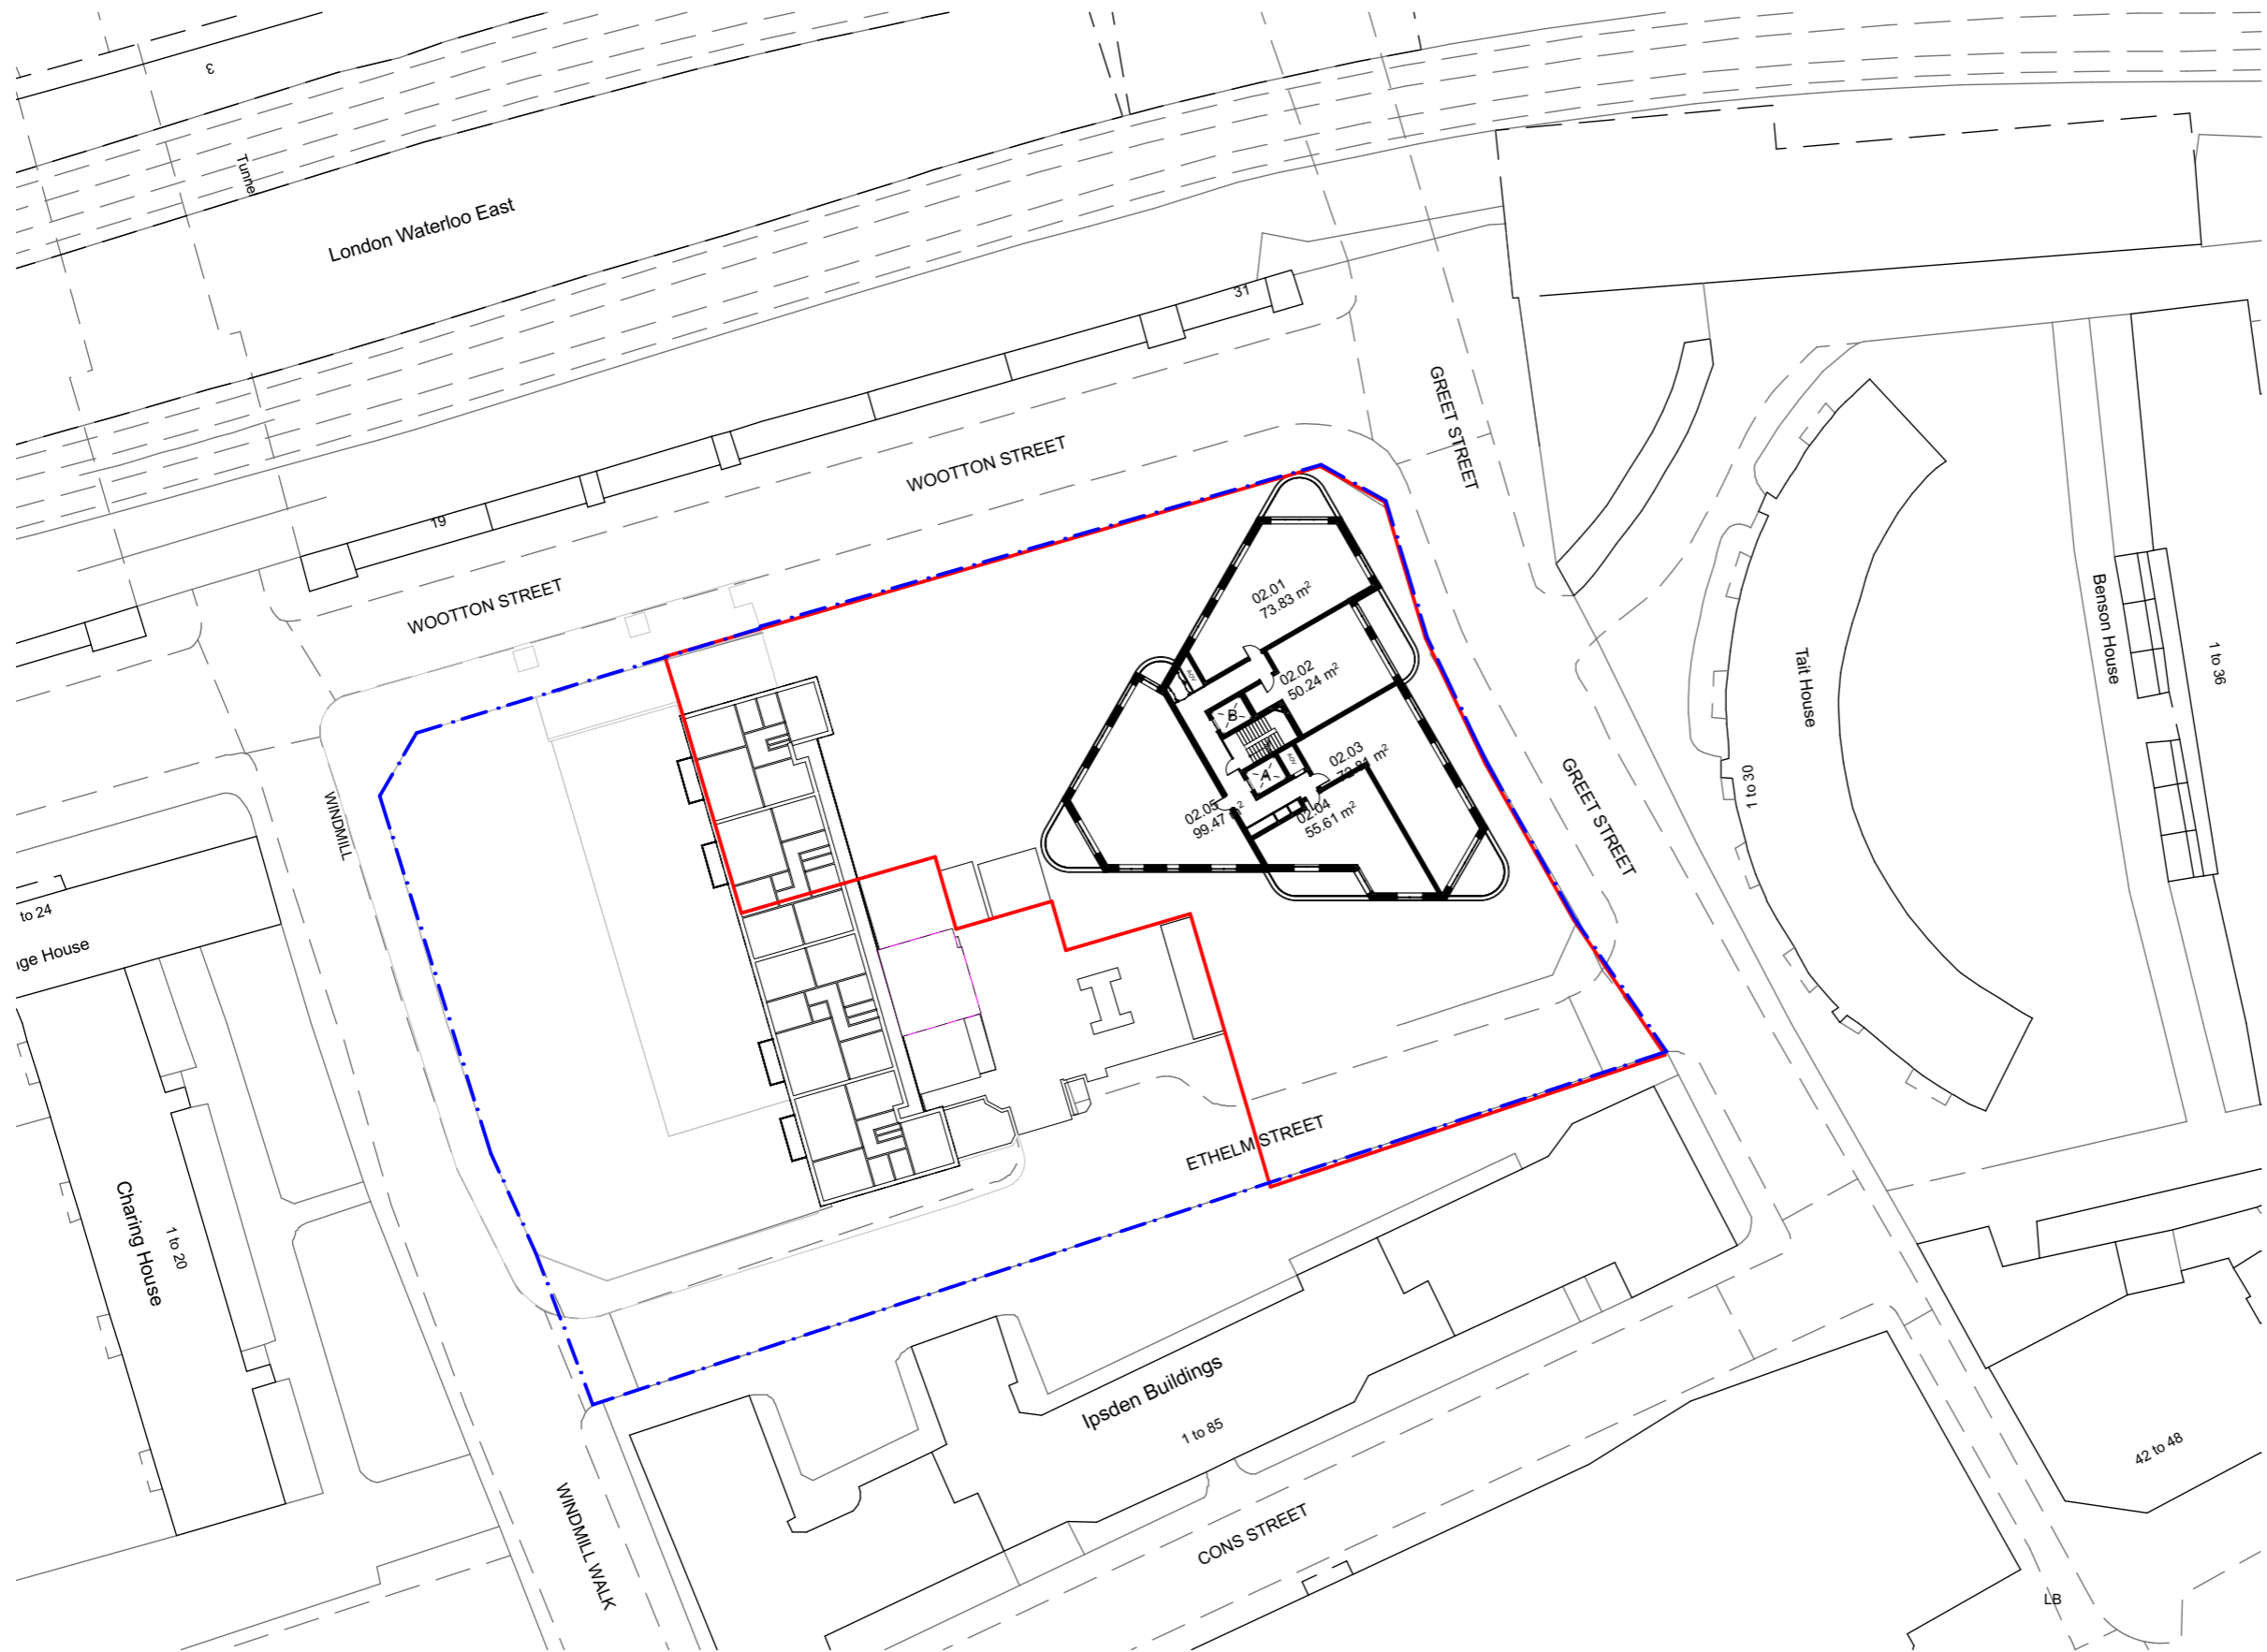 3
Tunnel
London Waterloo East
31
19
WOOTTON STREET
WOOTTON STREET
GREET STREET
GREET STREET
02.01
73.83 m²
AOV
02.02
50.24 m²
B
02.03
A
AOV
02.04
55.61 m²
02.05
99.47 m²
Tait House
1 to 30
Benson House
1 to 36
WINDMILL
to 24
ge House
Charing House
1 to 20
ETHELM STREET
Ipsden Buildings
1 to 85
CONS STREET
WINDMILL WALK
42 to 48
LB